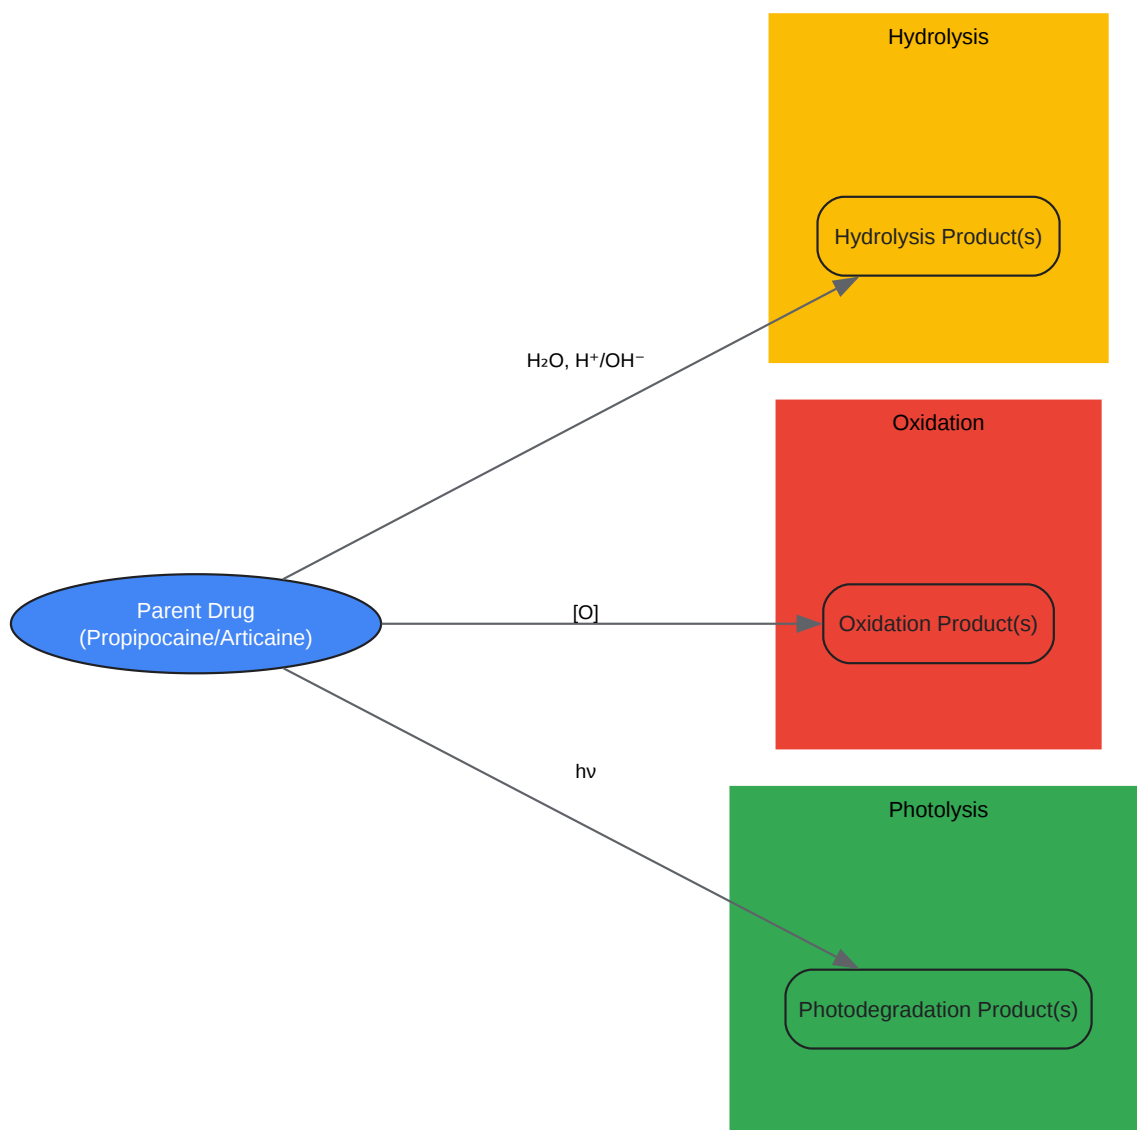 Hydrolysis
Hydrolysis Product(s)
H₂O, H⁺/OH⁻
Oxidation
Parent Drug
(Propipocaine/Articaine)
[O]
Oxidation Product(s)
hν
Photolysis
Photodegradation Product(s)